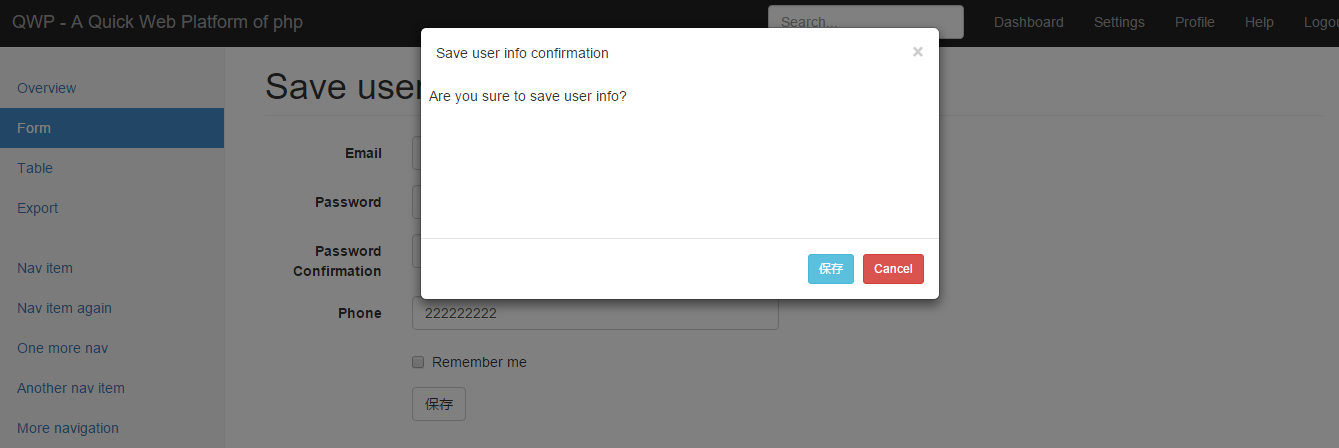 QWP - A Quick Web Platform of php
Search...
Dashboard
Settings
Profile
Help
Logou
Overview
Form
Table
Export
Nav item
Nav item again
One more nav
Another nav item
More navigation
Save user
Email
Password
Password
Confirmation
Phone
222222222
Remember me
保存
Save user info confirmation
×
Are you sure to save user info?
保存
Cancel